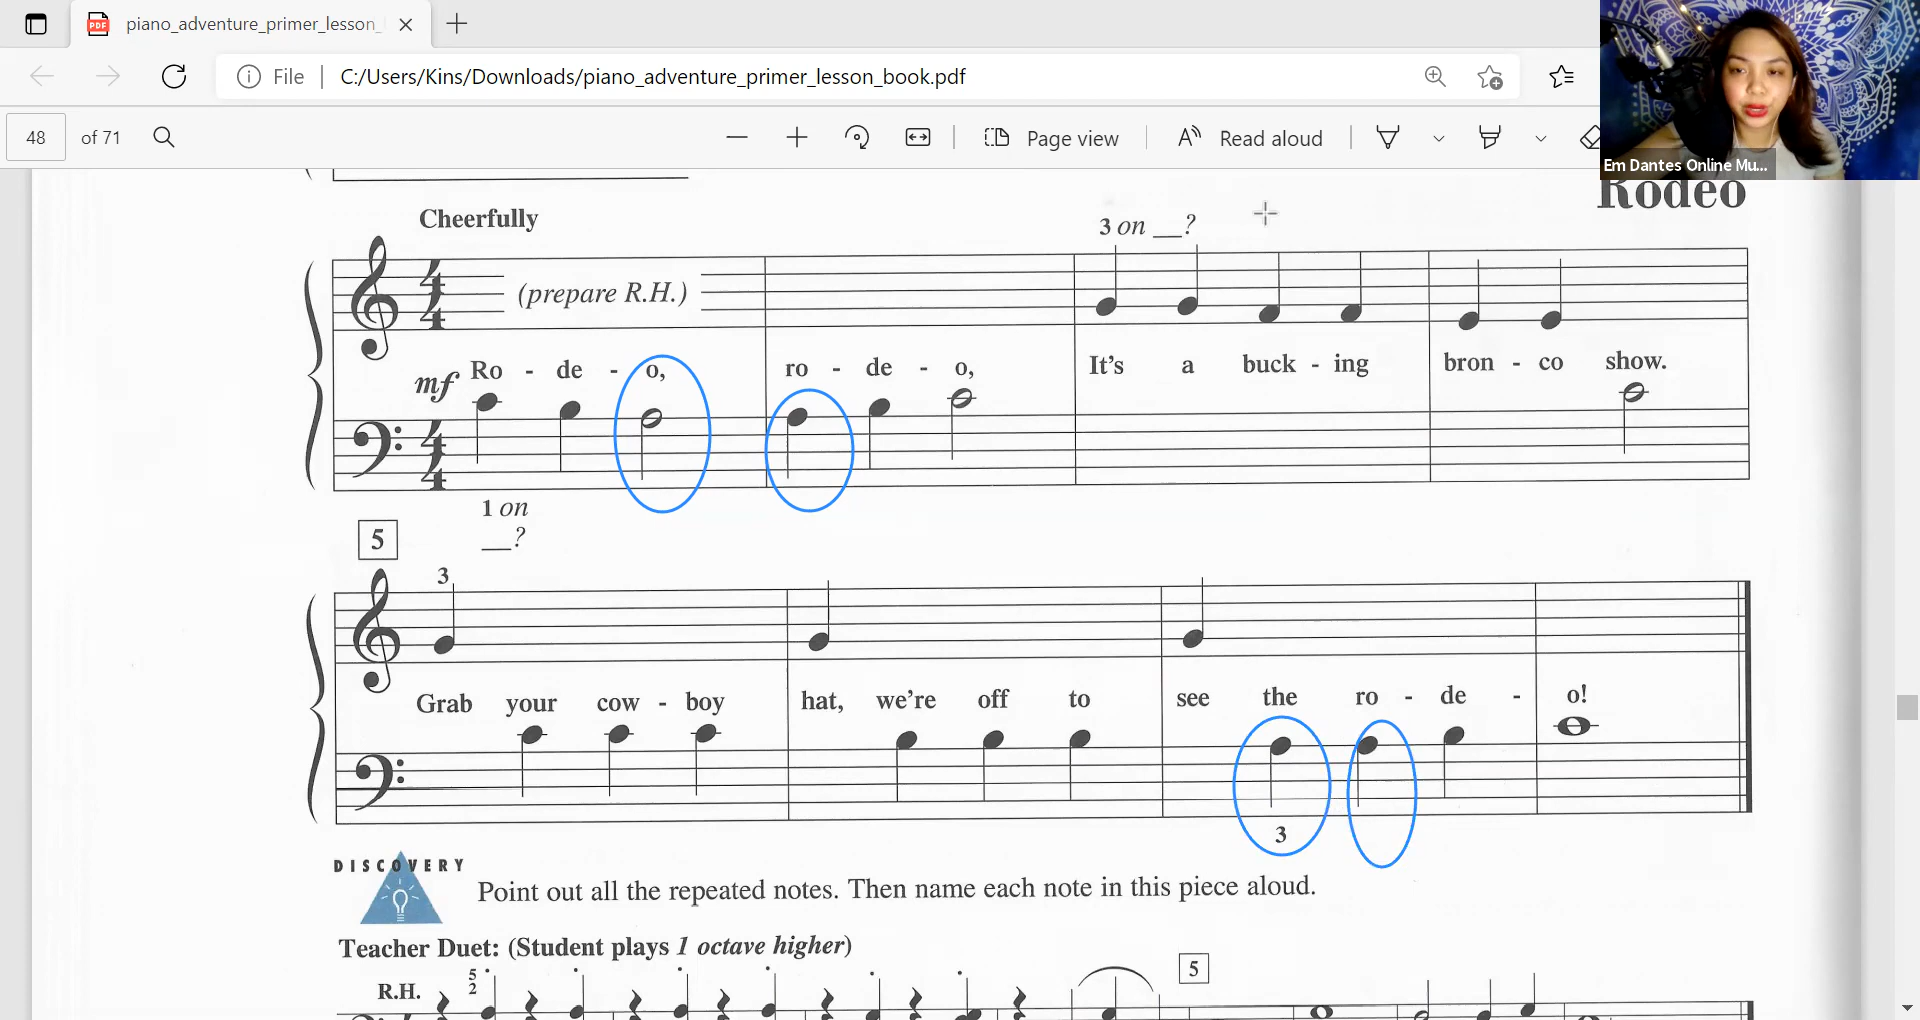 piano_adventure_primer_lesson_
File
C:/Users/Kins/Downloads/piano_adventure_primer_lesson_book.pdf
48 of 71
Page view
Read aloud
Em Dantes Online Mu...
Rodeo
Cheerfully
3 on __?
4 4
(prepare R.H.)
mf Ro - de - o, ro - de - o, It's a buck - ing bron - co show.
4 4
1 on
__?
5
3
Grab your cow - boy hat, we're off to see the ro - de - o!
3
DISCOVERY
Point out all the repeated notes. Then name each note in this piece aloud.
Teacher Duet: (Student plays 1 octave higher)
R.H.
5
2
5